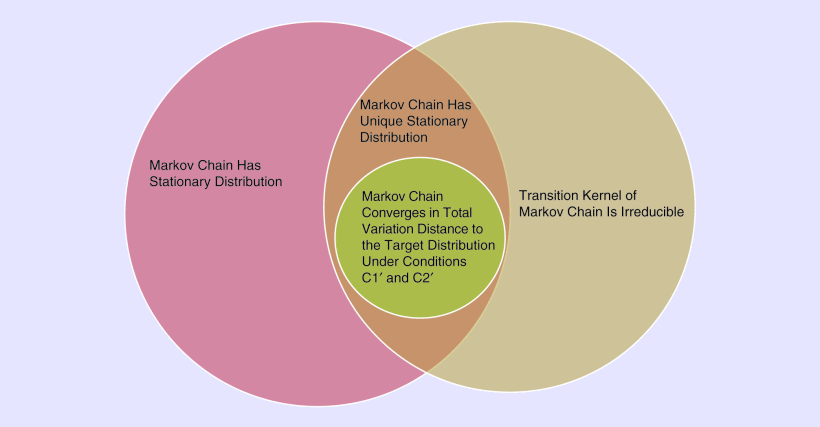 Markov Chain Has
Unique Stationary
Distribution
Markov Chain Has
Stationary Distribution
Markov Chain
Converges in Total
Variation Distance to
the Target Distribution
Under Conditions
C1′ and C2′
Transition Kernel of
Markov Chain Is Irreducible